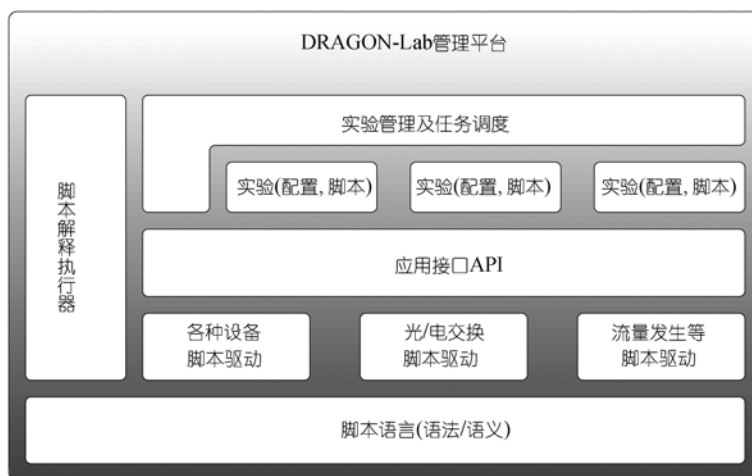 DRAGON-Lab管理平台
脚
本
解
释
执
行
器
实验管理及任务调度
实验(配置, 脚本)
实验(配置, 脚本)
实验(配置, 脚本)
应用接口API
各种设备
脚本驱动
光/电交换
脚本驱动
流量发生等
脚本驱动
脚本语言(语法/语义)